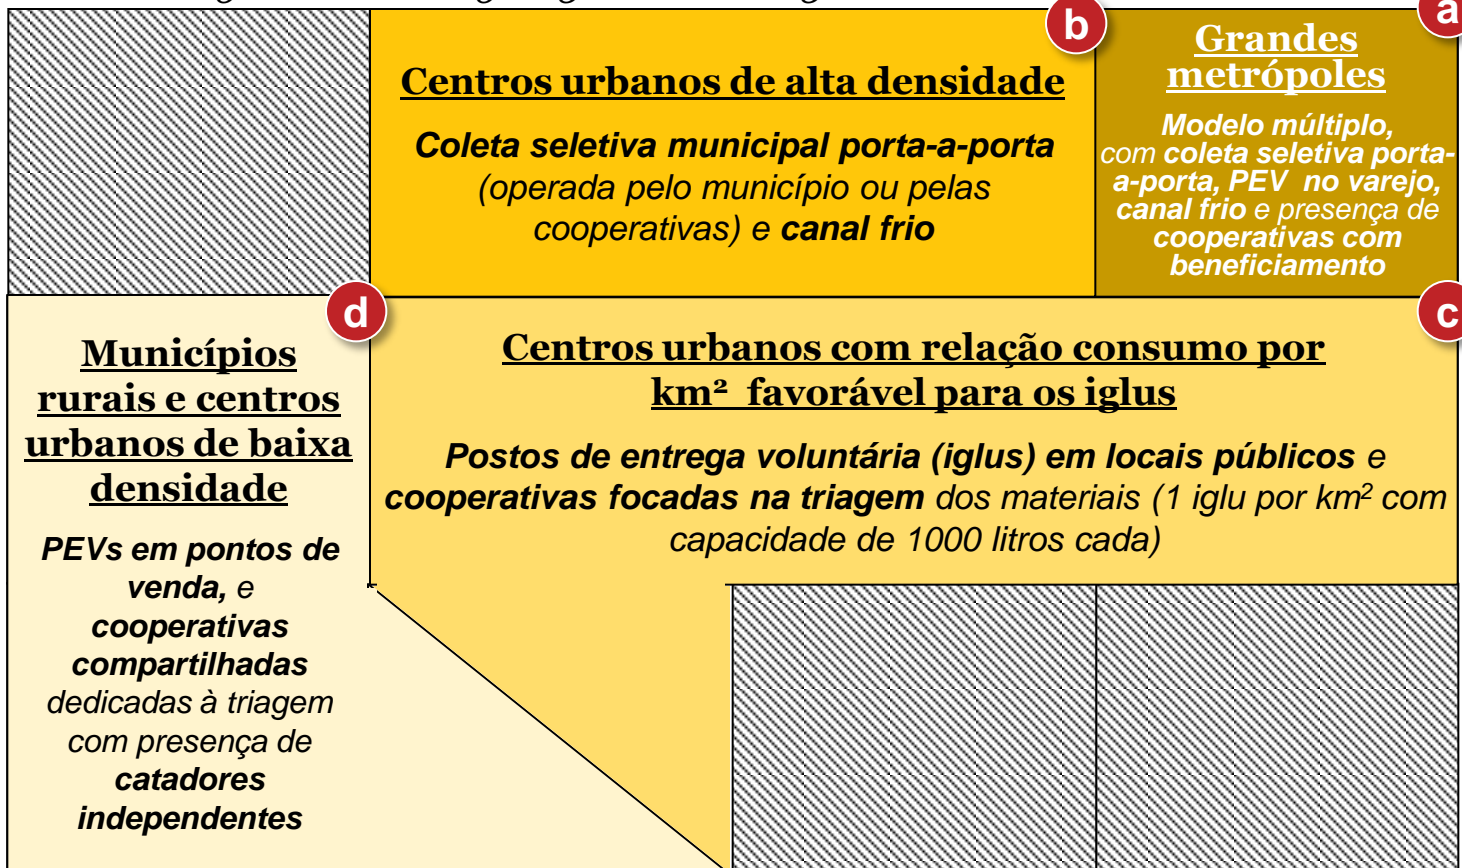 b
a
Centros urbanos de alta densidade
Coleta seletiva municipal porta-a-porta
(operada pelo município ou pelas
cooperativas) e canal frio
Grandes
metrópoles
Modelo múltiplo,
com coleta seletiva porta-
a-porta, PEV no varejo,
canal frio e presença de
cooperativas com
beneficiamento
d
c
Municípios
rurais e centros
urbanos de baixa
densidade
PEVs em pontos de
venda, e
cooperativas
compartilhadas
dedicadas à triagem
com presença de
catadores
independentes
Centros urbanos com relação consumo por
km² favorável para os iglus
Postos de entrega voluntária (iglus) em locais públicos e
cooperativas focadas na triagem dos materiais (1 iglu por km² com
capacidade de 1000 litros cada)